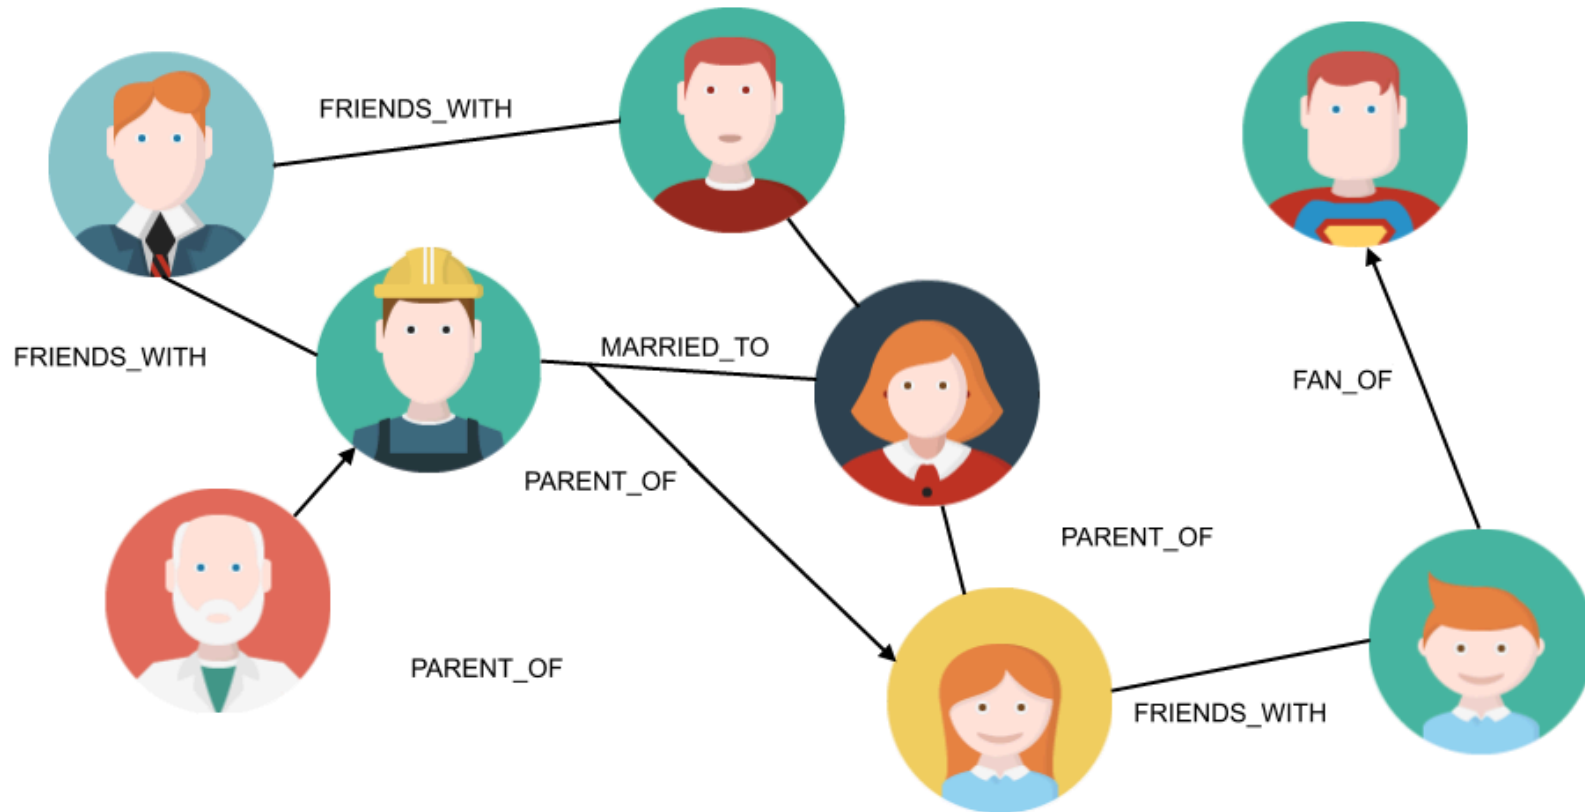 FRIENDS_WITH
FRIENDS_WITH
MARRIED_TO
FAN_OF
PARENT_OF
PARENT_OF
PARENT_OF
FRIENDS_WITH